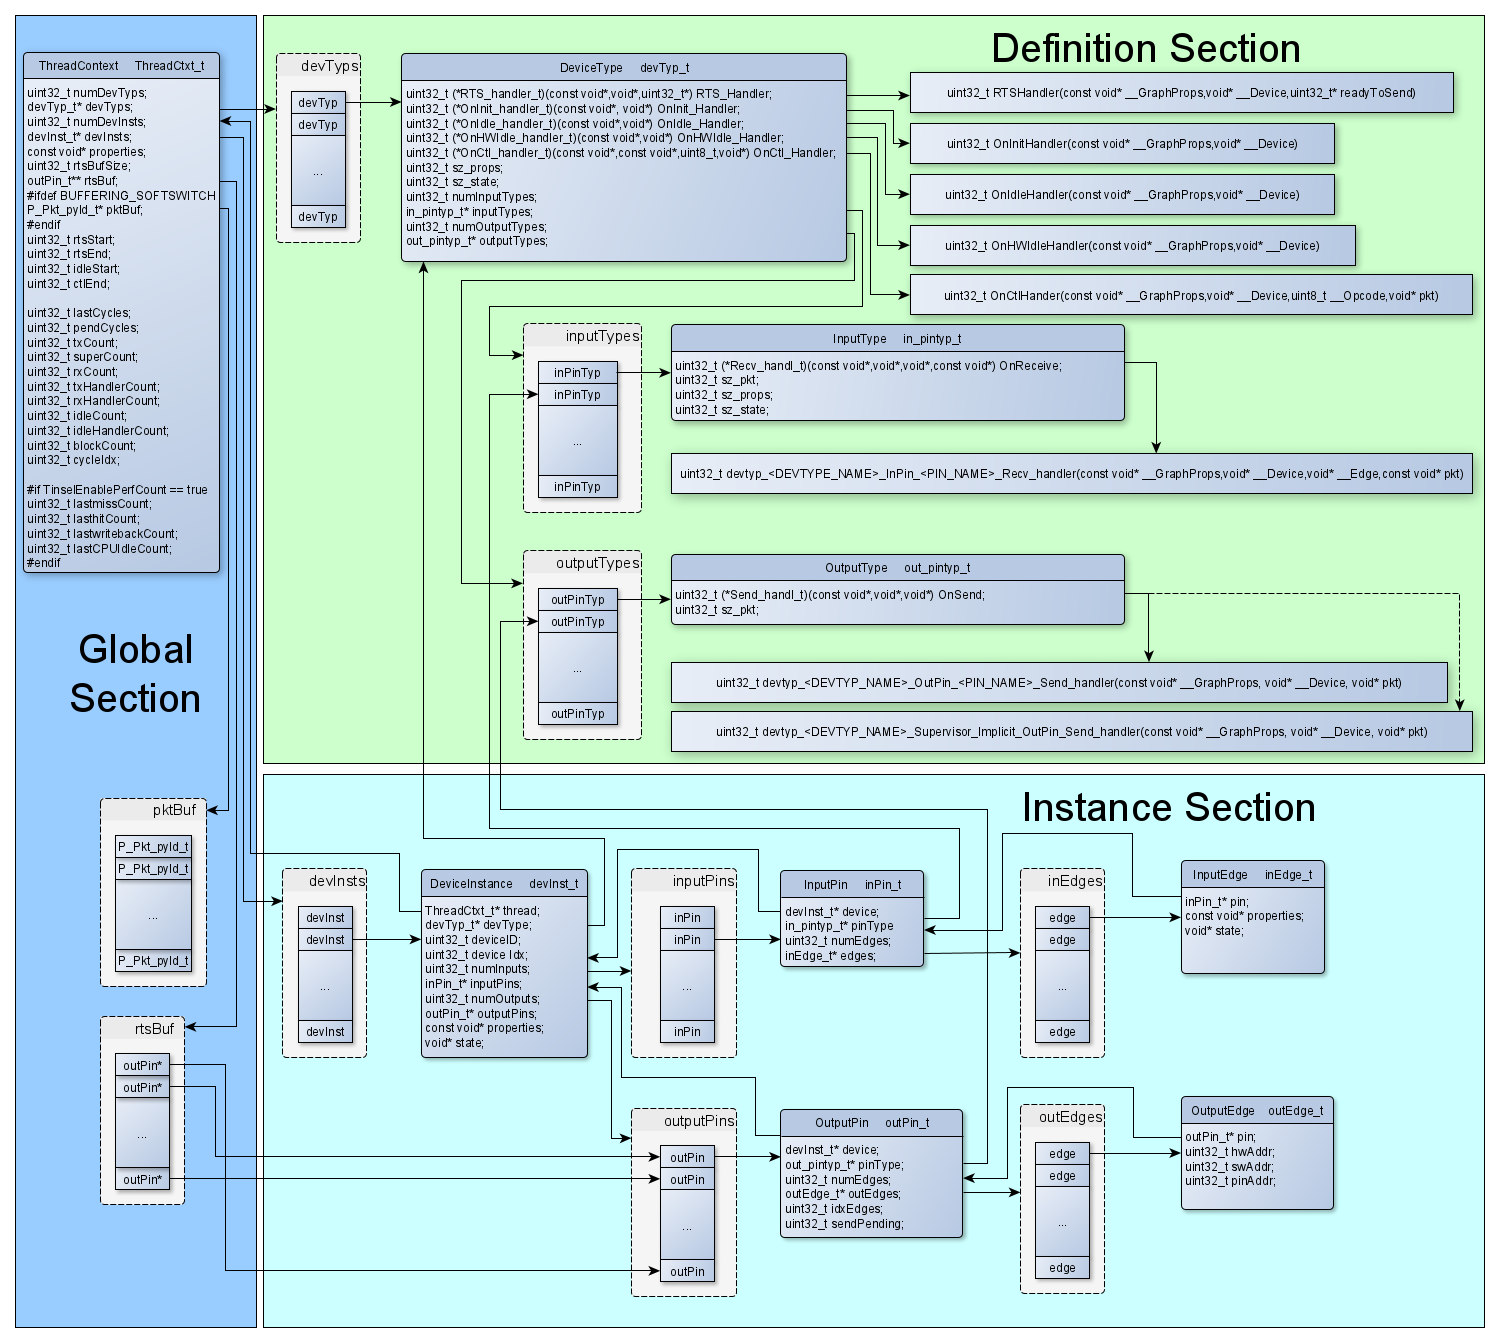 Global
Section
ThreadContext ThreadCtxt_t
uint32_t numDevTyps;
devTyp_t* devTyps;
uint32_t numDevInsts;
devInst_t* devInsts;
const void* properties;
uint32_t rtsBufSize;
outPin_t** rtsBuf;
#ifdef BUFFERING_SOFTSWITCH
P_Pkt_pyld_t* pktBuf;
#endif
uint32_t rtsStart;
uint32_t rtsEnd;
uint32_t idleStart;
uint32_t ctlEnd;
uint32_t lastCycles;
uint32_t pendCycles;
uint32_t txCount;
uint32_t superCount;
uint32_t rxCount;
uint32_t txHandlerCount;
uint32_t rxHandlerCount;
uint32_t idleCount;
uint32_t idleHandlerCount;
uint32_t blockCount;
uint32_t cycleIdx;
#if TinselEnablePerfCount == true
uint32_t lastmissCount;
uint32_t lasthitCount;
uint32_t lastwritebackCount;
uint32_t lastCPUIdleCount;
#endif
pktBuf
P_Pkt_pyld_t
P_Pkt_pyld_t
...
P_Pkt_pyld_t
rtsBuf
outPin*
outPin*
...
outPin*
Definition Section
devTyps
devTyp
devTyp
...
devTyp
DeviceType devTyp_t
uint32_t (*RTS_handler_t)(const void*,void*,uint32_t*) RTS_Handler;
uint32_t (*OnInit_handler_t)(const void*, void*) OnInit_Handler;
uint32_t (*OnIdle_handler_t)(const void*,void*) OnIdle_Handler;
uint32_t (*OnHWIdle_handler_t)(const void*,void*) OnHWIdle_Handler;
uint32_t (*OnCtl_handler_t)(const void*,const void*,uint8_t,void*) OnCtl_Handler;
uint32_t sz_props;
uint32_t sz_state;
uint32_t numInputTypes;
in_pintyp_t* inputTypes;
uint32_t numOutputTypes;
out_pintyp_t* outputTypes;
uint32_t RTSHandler(const void* __GraphProps,void* __Device,uint32_t* readyToSend)
uint32_t OnInitHandler(const void* __GraphProps,void* __Device)
uint32_t OnIdleHandler(const void* __GraphProps,void* __Device)
uint32_t OnHWIdleHandler(const void* __GraphProps,void* __Device)
uint32_t OnCtlHander(const void* __GraphProps,void* __Device,uint8_t __Opcode,void* pkt)
inputTypes
inPinTyp
inPinTyp
...
inPinTyp
InputType in_pintyp_t
uint32_t (*Recv_handl_t)(const void*,void*,void*,const void*) OnReceive;
uint32_t sz_pkt;
uint32_t sz_props;
uint32_t sz_state;
uint32_t devtyp_<DEVTYPE_NAME>_InPin_<PIN_NAME>_Recv_handler(const void* __GraphProps,void* __Device,void* __Edge,const void* pkt)
outputTypes
outPinTyp
outPinTyp
...
outPinTyp
OutputType out_pintyp_t
uint32_t (*Send_handl_t)(const void*,void*,void*) OnSend;
uint32_t sz_pkt;
uint32_t devtyp_<DEVTYP_NAME>_OutPin_<PIN_NAME>_Send_handler(const void* __GraphProps, void* __Device, void* pkt)
uint32_t devtyp_<DEVTYP_NAME>_Supervisor_Implicit_OutPin_Send_handler(const void* __GraphProps, void* __Device, void* pkt)
Instance Section
devInsts
devInst
devInst
...
devInst
DeviceInstance devInst_t
ThreadCtxt_t* thread;
devTyp_t* devType;
uint32_t deviceID;
uint32_t device Idx;
uint32_t numInputs;
inPin_t* inputPins;
uint32_t numOutputs;
outPin_t* outputPins;
const void* properties;
void* state;
inputPins
inPin
inPin
...
inPin
InputPin inPin_t
devInst_t* device;
in_pintyp_t* pinType
uint32_t numEdges;
inEdge_t* edges;
inEdges
edge
edge
...
edge
InputEdge inEdge_t
inPin_t* pin;
const void* properties;
void* state;
outputPins
outPin
outPin
...
outPin
OutputPin outPin_t
devInst_t* device;
out_pintyp_t* pinType;
uint32_t numEdges;
outEdge_t* outEdges;
uint32_t idxEdges;
uint32_t sendPending;
outEdges
edge
edge
...
edge
OutputEdge outEdge_t
outPin_t* pin;
uint32_t hwAddr;
uint32_t swAddr;
uint32_t pinAddr;